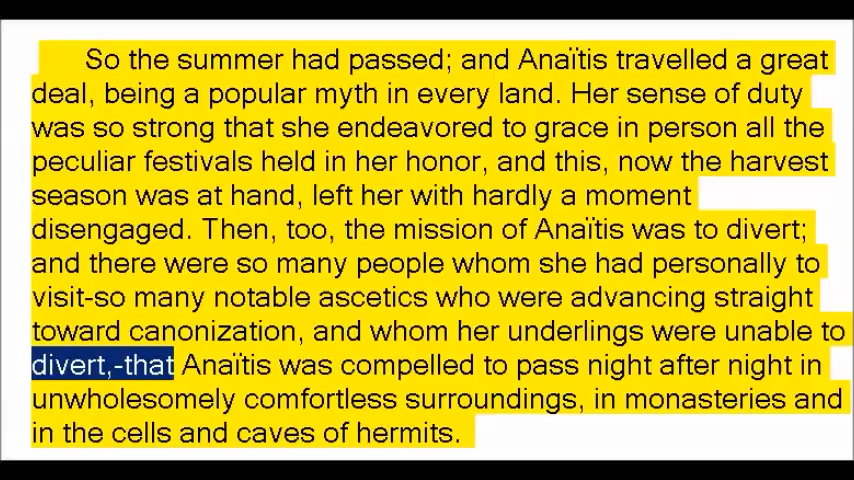 So the summer had passed; and Anaïtis travelled a great
deal, being a popular myth in every land. Her sense of duty
was so strong that she endeavored to grace in person all the
peculiar festivals held in her honor, and this, now the harvest
season was at hand, left her with hardly a moment
disengaged. Then, too, the mission of Anaïtis was to divert;
and there were so many people whom she had personally to
visit-so many notable ascetics who were advancing straight
toward canonization, and whom her underlings were unable to
divert,-that Anaïtis was compelled to pass night after night in
unwholesomely comfortless surroundings, in monasteries and
in the cells and caves of hermits.